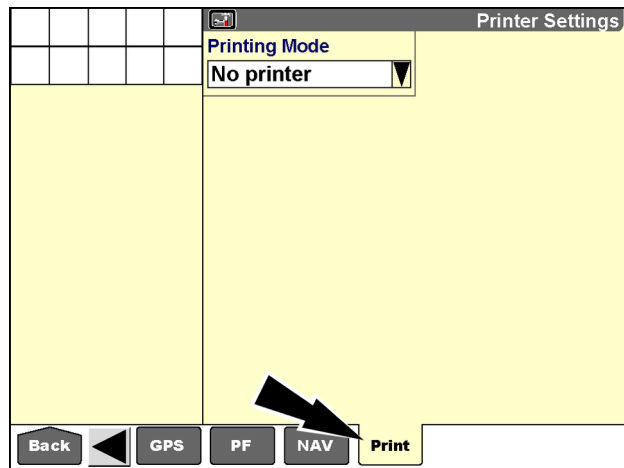 Printer Settings
Printing Mode
No printer
Back GPS PF NAV Print